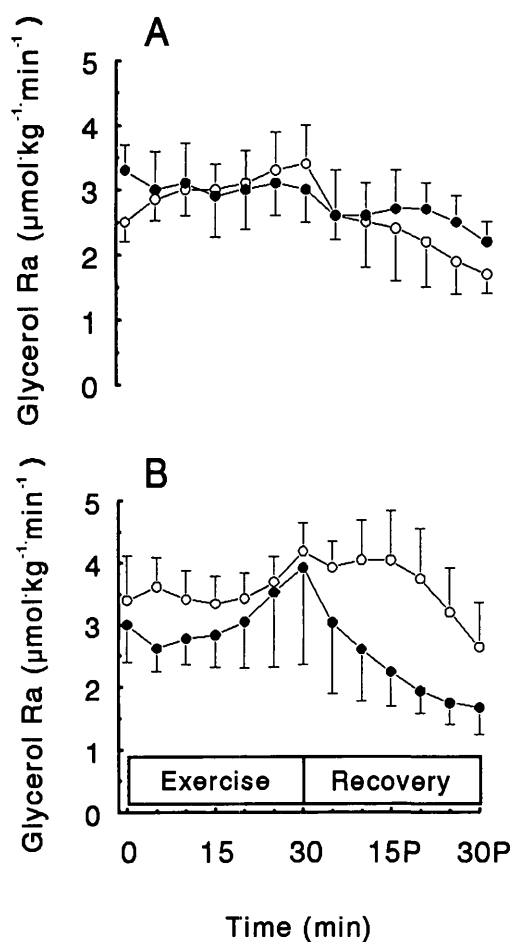 A
5
4
3
2
1
0
Glycerol Ra (μmol·kg⁻¹·min⁻¹)
B
5
4
3
2
1
0
Glycerol Ra (μmol·kg⁻¹·min⁻¹)
Exercise Recovery
0 15 30 15P 30P
Time (min)